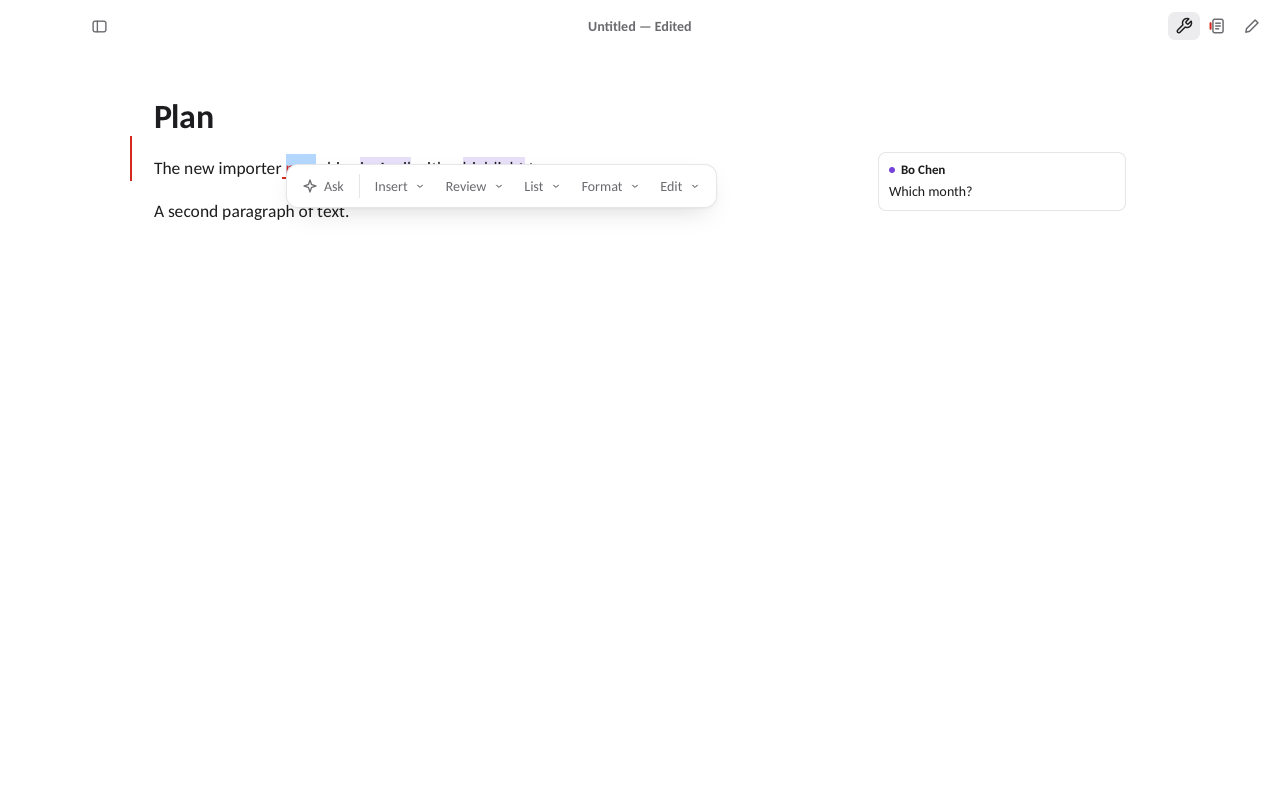 Untitled — Edited
Plan
The new importer
Ask Insert Review List Format Edit
A second paragraph of text.
Bo Chen
Which month?